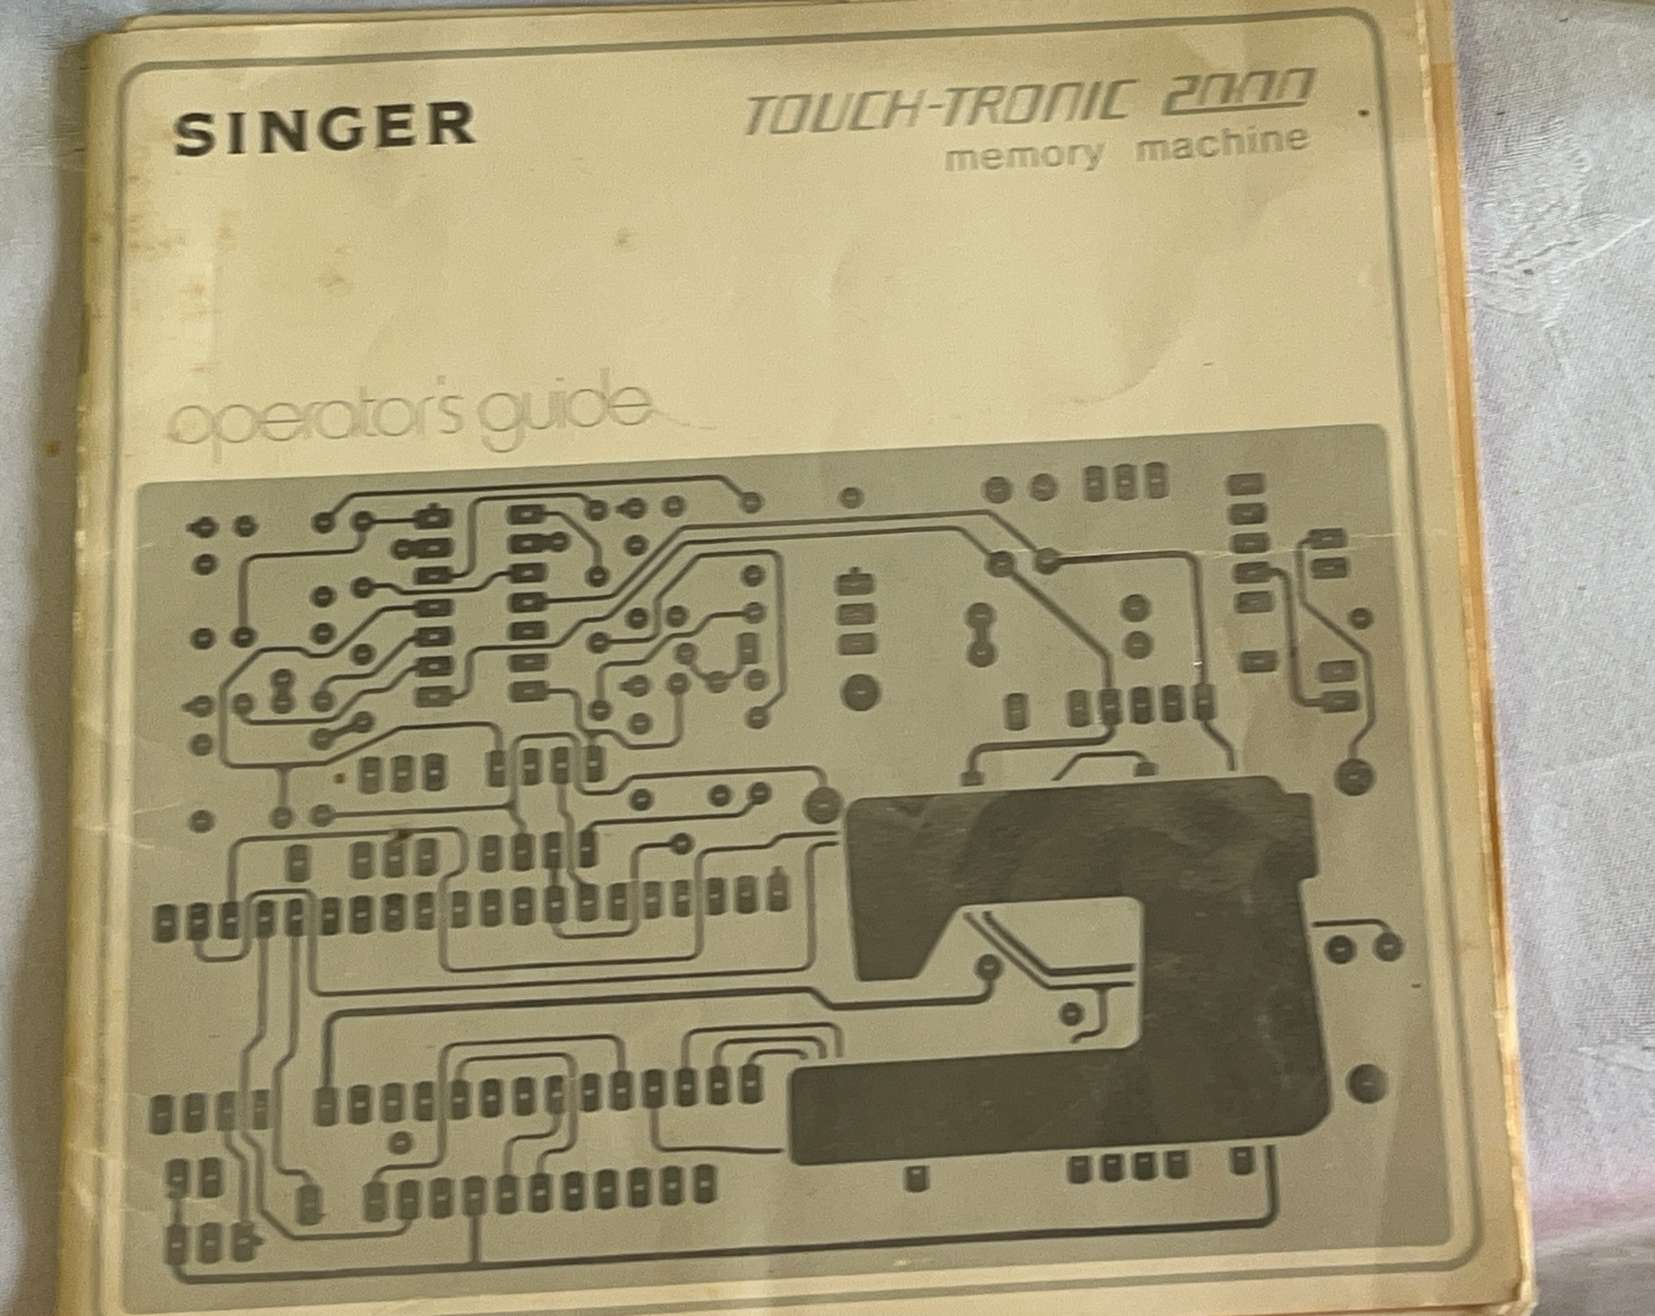 SINGER
TOUCH-TRONIC 2000
memory machine
operator's guide